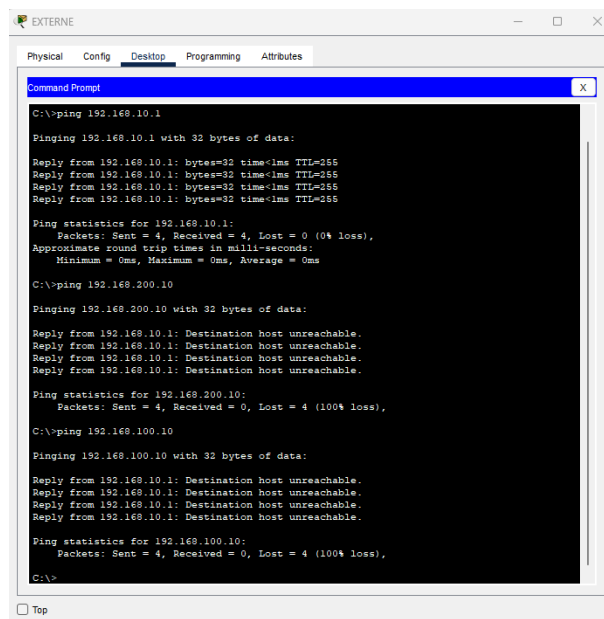 EXTERNE
Physical Config Desktop Programming Attributes
Command Prompt X
C:\>ping 192.168.10.1
Pinging 192.168.10.1 with 32 bytes of data:
Reply from 192.168.10.1: bytes=32 time<1ms TTL=255
Reply from 192.168.10.1: bytes=32 time<1ms TTL=255
Reply from 192.168.10.1: bytes=32 time<1ms TTL=255
Reply from 192.168.10.1: bytes=32 time<1ms TTL=255
Ping statistics for 192.168.10.1:
Packets: Sent = 4, Received = 4, Lost = 0 (0% loss),
Approximate round trip times in milli-seconds:
Minimum = 0ms, Maximum = 0ms, Average = 0ms
C:\>ping 192.168.200.10
Pinging 192.168.200.10 with 32 bytes of data:
Reply from 192.168.10.1: Destination host unreachable.
Reply from 192.168.10.1: Destination host unreachable.
Reply from 192.168.10.1: Destination host unreachable.
Reply from 192.168.10.1: Destination host unreachable.
Ping statistics for 192.168.200.10:
Packets: Sent = 4, Received = 0, Lost = 4 (100% loss),
C:\>ping 192.168.100.10
Pinging 192.168.100.10 with 32 bytes of data:
Reply from 192.168.10.1: Destination host unreachable.
Reply from 192.168.10.1: Destination host unreachable.
Reply from 192.168.10.1: Destination host unreachable.
Reply from 192.168.10.1: Destination host unreachable.
Ping statistics for 192.168.100.10:
Packets: Sent = 4, Received = 0, Lost = 4 (100% loss),
C:\>
Top